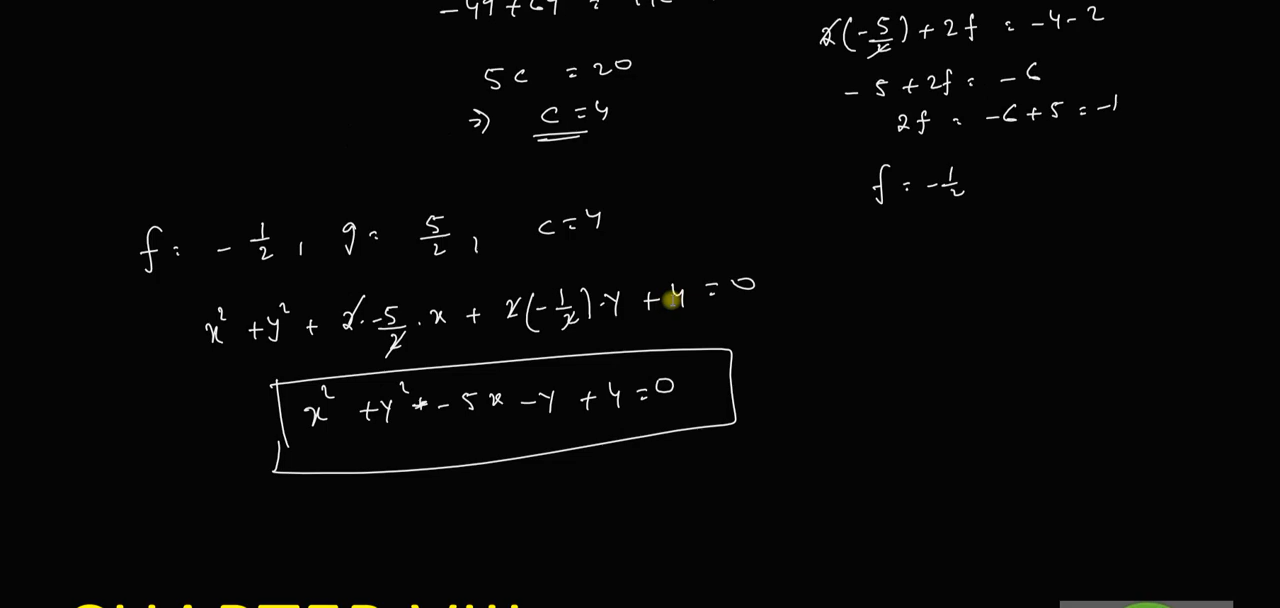 5c = 20
⇒ c = 4
2(-5/2) + 2f = -4-2
-5 + 2f = -6
2f = -6+5 = -1
f = -1/2
f = -1/2, g = 5/2, c = 4
x² + y² + 2·-5/2·x + 2(-1/2)·y + 4 = 0
x² + y² - 5x - y + 4 = 0